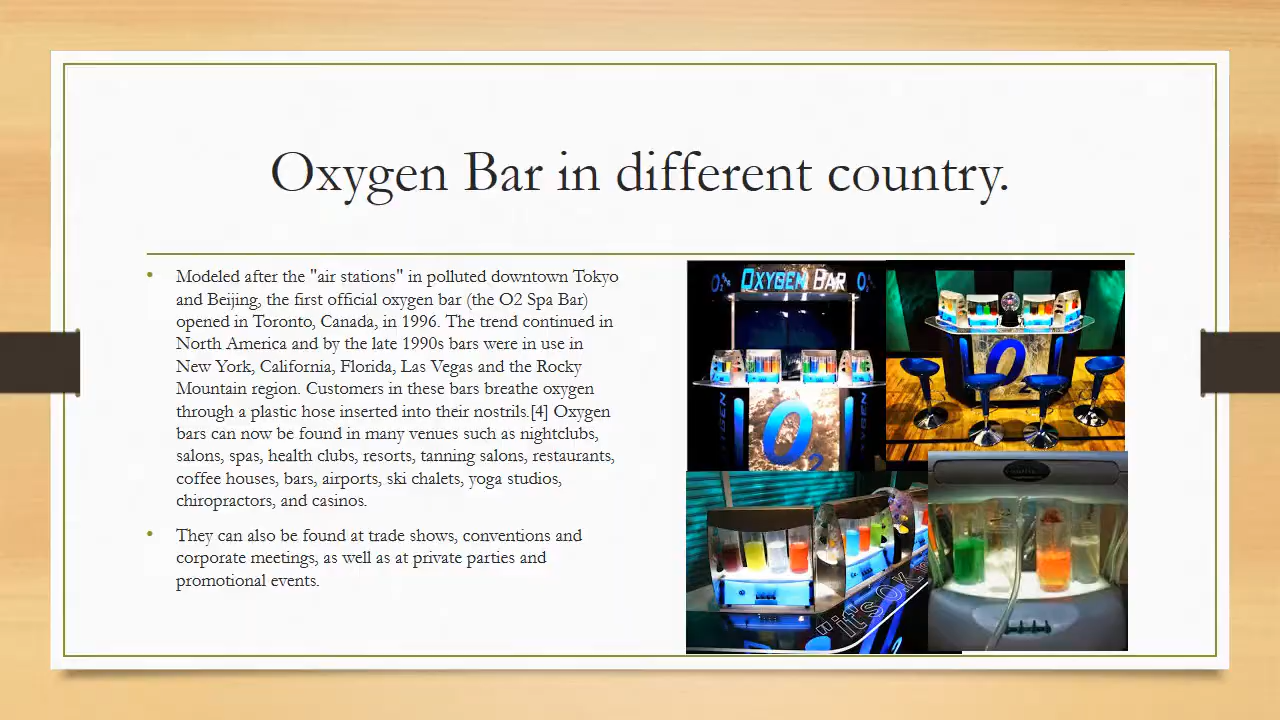 Oxygen Bar in different country.
• Modeled after the "air stations" in polluted downtown Tokyo
and Beijing, the first official oxygen bar (the O2 Spa Bar)
opened in Toronto, Canada, in 1996. The trend continued in
North America and by the late 1990s bars were in use in
New York, California, Florida, Las Vegas and the Rocky
Mountain region. Customers in these bars breathe oxygen
through a plastic hose inserted into their nostrils.[4] Oxygen
bars can now be found in many venues such as nightclubs,
salons, spas, health clubs, resorts, tanning salons, restaurants,
coffee houses, bars, airports, ski chalets, yoga studios,
chiropractors, and casinos.
• They can also be found at trade shows, conventions and
corporate meetings, as well as at private parties and
promotional events.
O2 OXYGEN BAR O2
OXYGEN
O2
OXYGEN
O
"it's OK